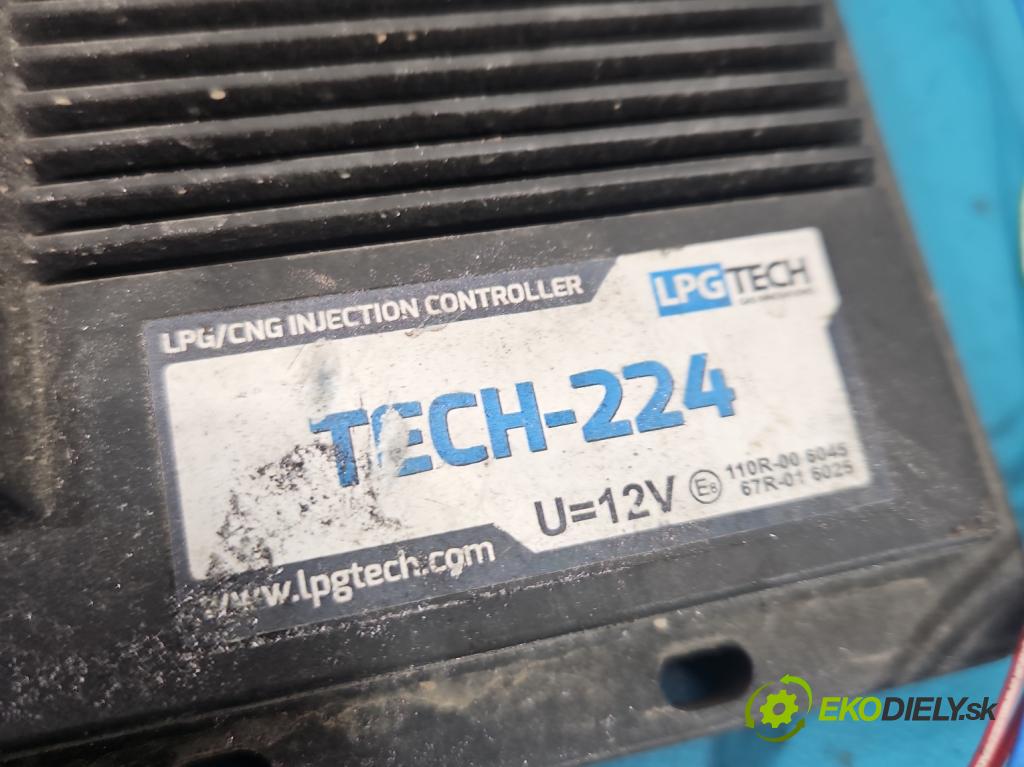 LPG/CNG INJECTION CONTROLLER
LPGTECH
TECH-224
U=12V E8 110R-00 6045
67R-01 6025
www.lpgtech.com
EKODIELY.sk